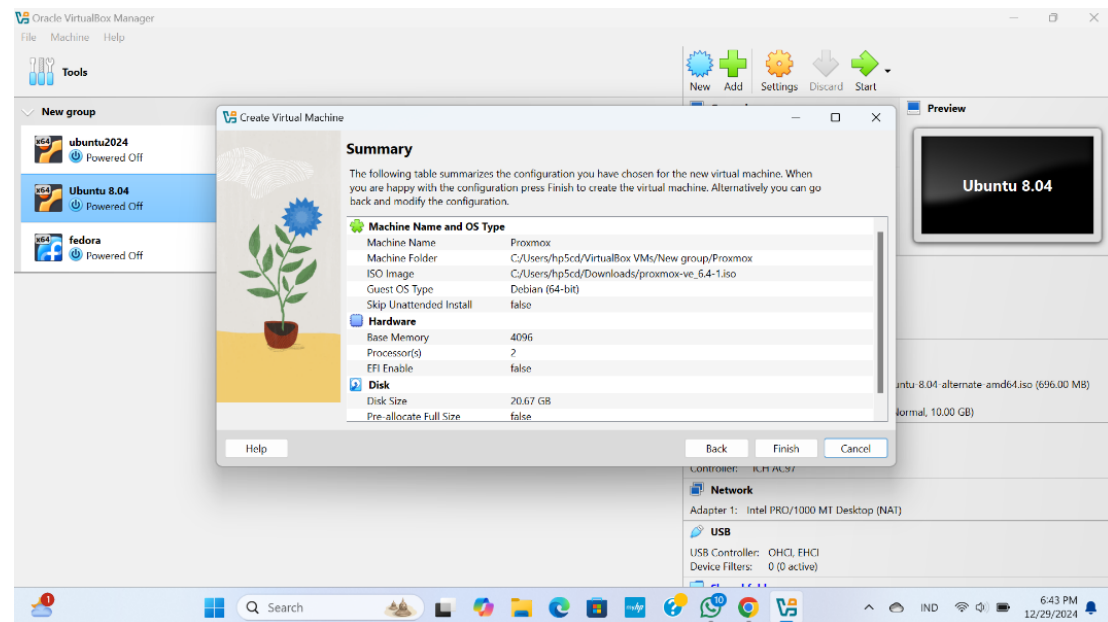 Oracle VirtualBox Manager
File Machine Help
Tools
New Add Settings Discard Start
New group
x64 ubuntu2024
Powered Off
x64 Ubuntu 8.04
Powered Off
x64 fedora
Powered Off
Preview
Ubuntu 8.04
Create Virtual Machine
Summary
The following table summarizes the configuration you have chosen for the new virtual machine. When
you are happy with the configuration press Finish to create the virtual machine. Alternatively you can go
back and modify the configuration.
Machine Name and OS Type
Machine Name Proxmox
Machine Folder C:/Users/hp5cd/VirtualBox VMs/New group/Proxmox
ISO Image C:/Users/hp5cd/Downloads/proxmox-ve_6.4-1.iso
Guest OS Type Debian (64-bit)
Skip Unattended Install false
Hardware
Base Memory 4096
Processor(s) 2
EFI Enable false
Disk
Disk Size 20.67 GB
Pre-allocate Full Size false
Help Back Finish Cancel
untu-8.04-alternate-amd64.iso (696.00 MB)
Normal, 10.00 GB)
Controller: ICH AC97
Network
Adapter 1: Intel PRO/1000 MT Desktop (NAT)
USB
USB Controller: OHCI, EHCI
Device Filters: 0 (0 active)
1
Search
myhp
10
IND
6:43 PM
12/29/2024